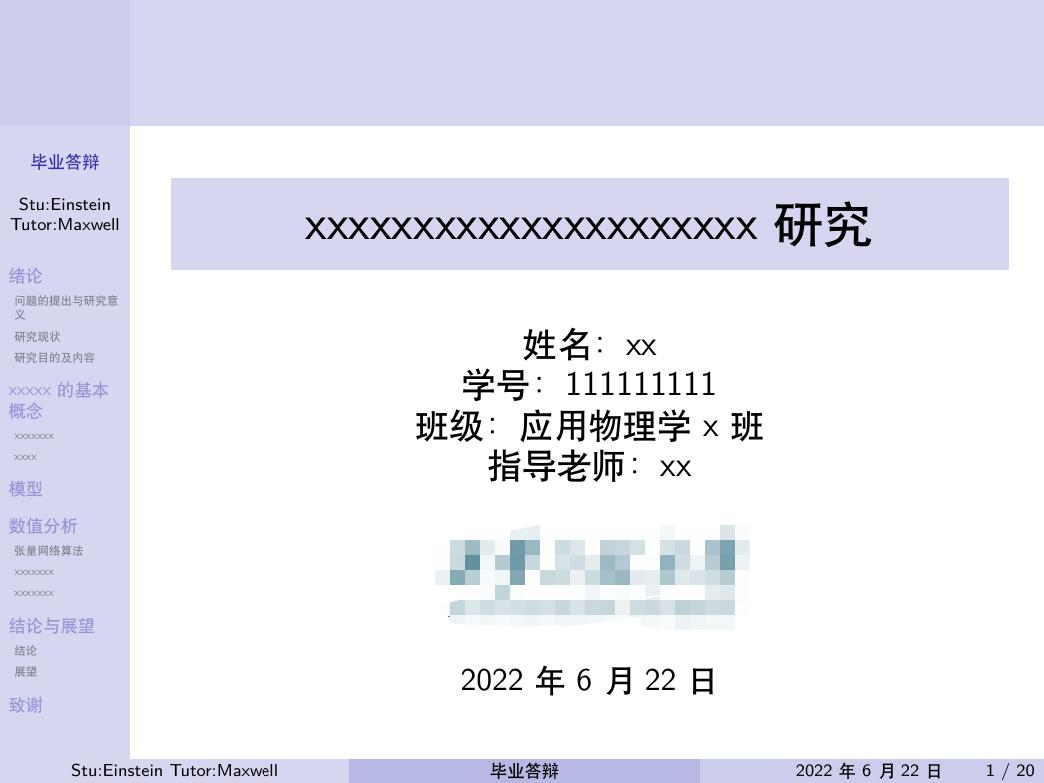 毕业答辩
Stu:Einstein
Tutor:Maxwell
绪论
问题的提出与研究意
义
研究现状
研究目的及内容
xxxxx 的基本
概念
xxxxxxx
xxxx
模型
数值分析
张量网络算法
xxxxxxx
xxxxxxx
结论与展望
结论
展望
致谢
xxxxxxxxxxxxxxxxxxxxx 研究
姓名：xx
学号：111111111
班级：应用物理学 x 班
指导老师：xx
2022 年 6 月 22 日
Stu:Einstein Tutor:Maxwell
毕业答辩
2022 年 6 月 22 日
1 / 20